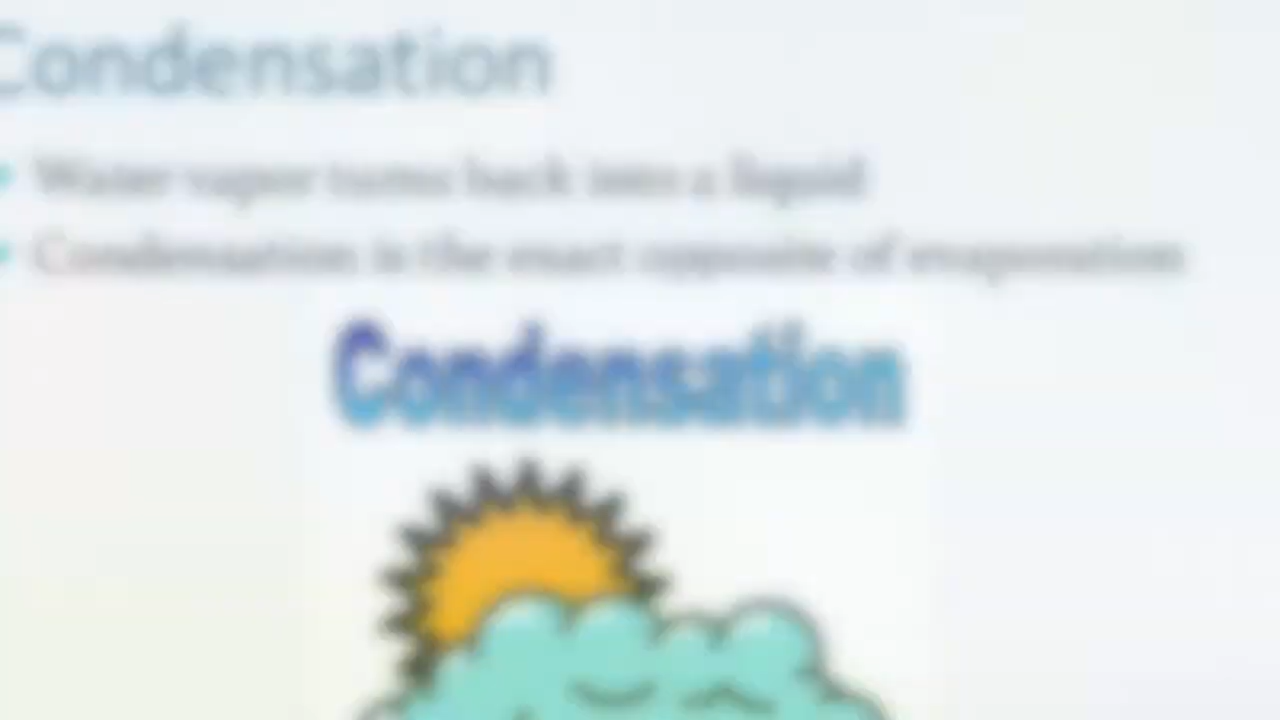 Condensation
Water vapor turns back into a liquid
Condensation is the exact opposite of evaporation
Condensation